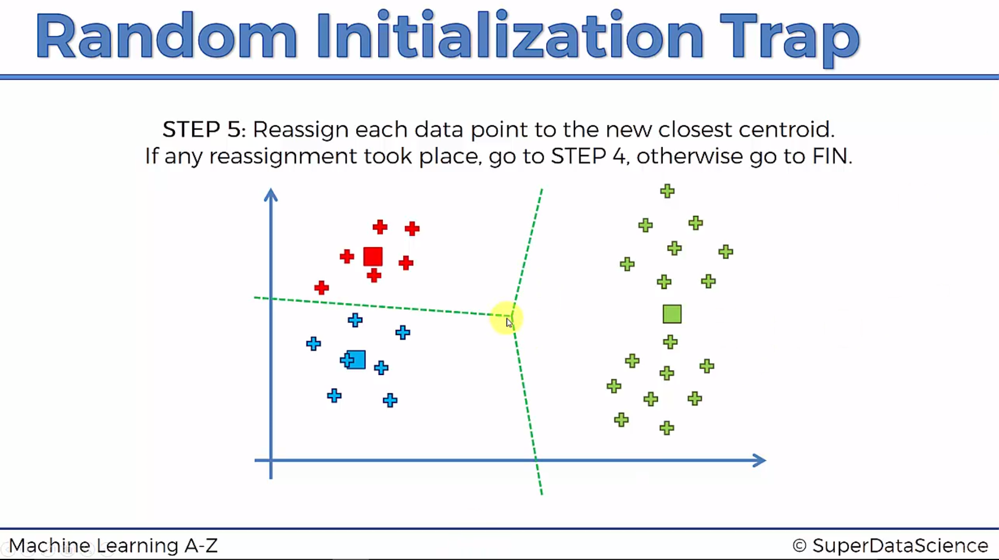 Random Initialization Trap
STEP 5: Reassign each data point to the new closest centroid.
If any reassignment took place, go to STEP 4, otherwise go to FIN.
Machine Learning A-Z
© SuperDataScience